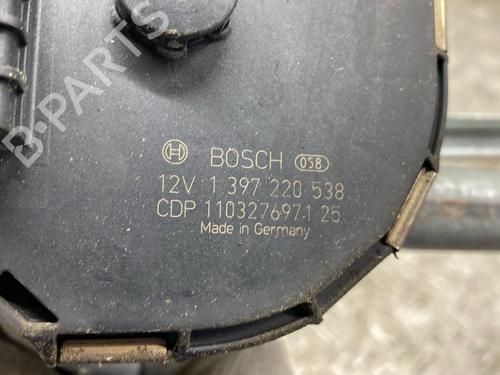 B-PARTS
BOSCH 058
12V 1 397 220 538
CDP 1103276971 25
Made in Germany